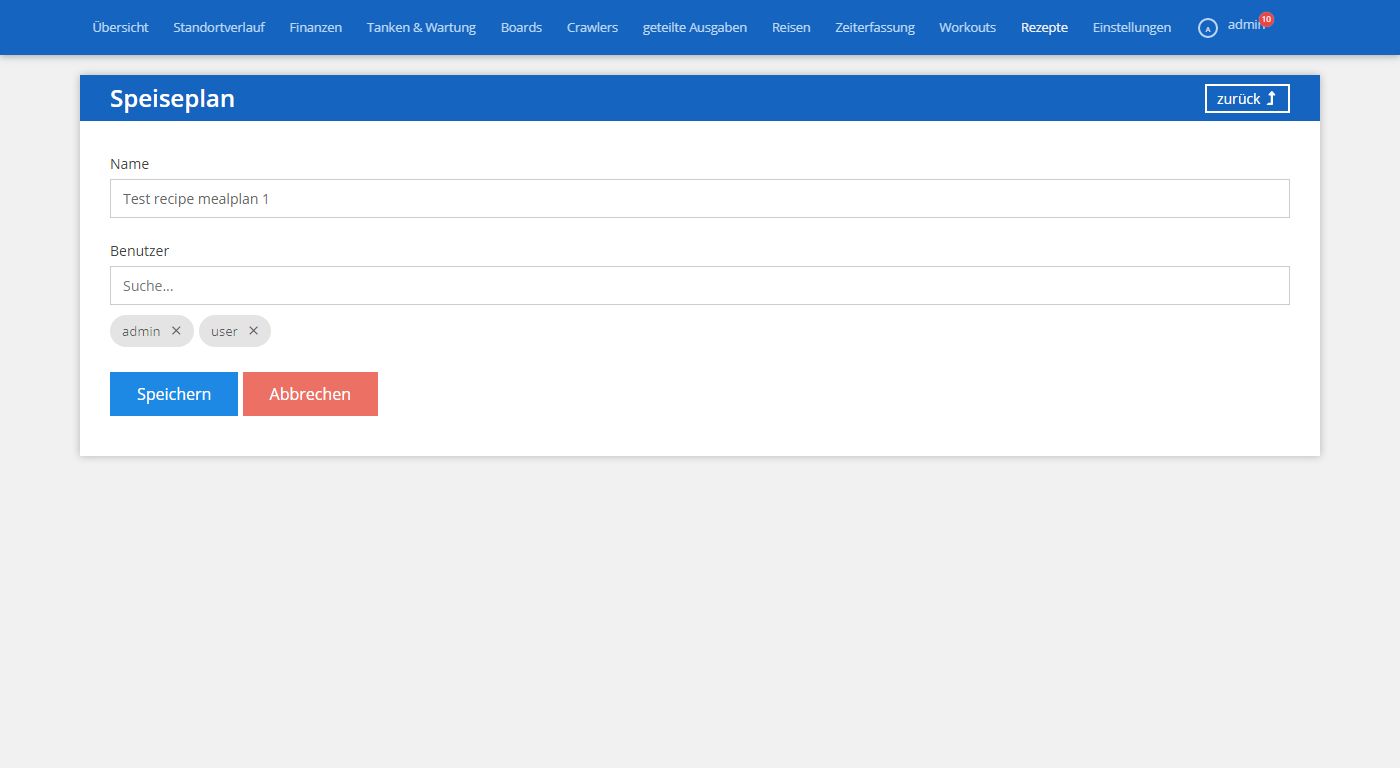 Übersicht Standortverlauf Finanzen Tanken & Wartung Boards Crawlers geteilte Ausgaben Reisen Zeiterfassung Workouts Rezepte Einstellungen A admin 10
Speiseplan zurück
Name
Test recipe mealplan 1
Benutzer
Suche...
admin × user ×
Speichern Abbrechen